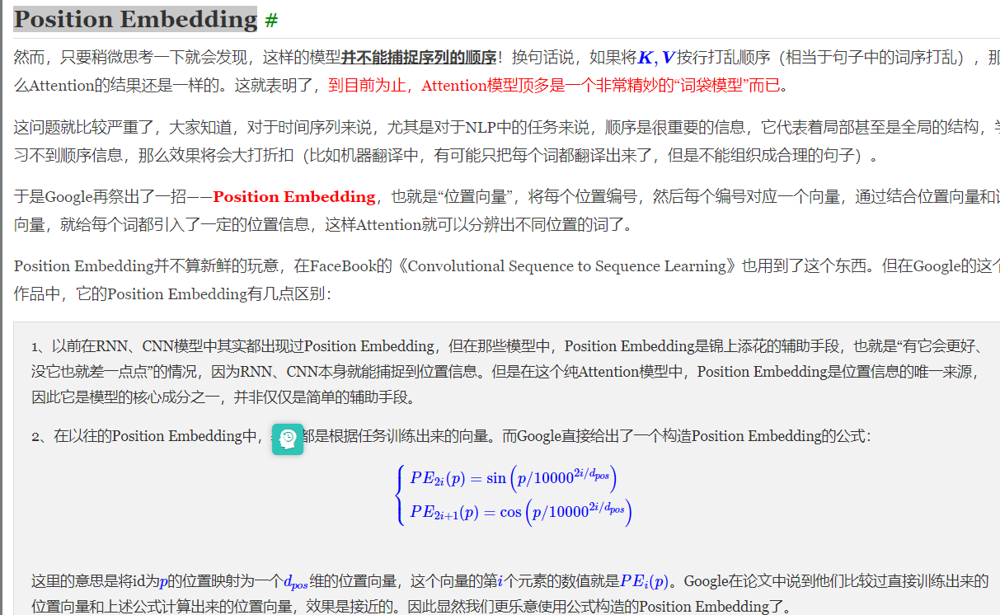 Position Embedding #
然而，只要稍微思考一下就会发现，这样的模型并不能捕捉序列的顺序！换句话说，如果将K,V按行打乱顺序（相当于句子中的词序打乱），那
么Attention的结果还是一样的。这就表明了，到目前为止，Attention模型顶多是一个非常精妙的“词袋模型”而已。
这问题就比较严重了，大家知道，对于时间序列来说，尤其是对于NLP中的任务来说，顺序是很重要的信息，它代表着局部甚至是全局的结构，
习不到顺序信息，那么效果将会大打折扣（比如机器翻译中，有可能只把每个词都翻译出来了，但是不能组织成合理的句子）。
于是Google再祭出了一招——Position Embedding，也就是“位置向量”，将每个位置编号，然后每个编号对应一个向量，通过结合位置向量和
向量，就给每个词都引入了一定的位置信息，这样Attention就可以分辨出不同位置的词了。
Position Embedding并不算新鲜的玩意，在FaceBook的《Convolutional Sequence to Sequence Learning》也用到了这个东西。但在Google的这
作品中，它的Position Embedding有几点区别：
1、以前在RNN、CNN模型中其实都出现过Position Embedding，但在那些模型中，Position Embedding是锦上添花的辅助手段，也就是“有它会更好、
没它也就差一点点”的情况，因为RNN、CNN本身就能捕捉到位置信息。但是在这个纯Attention模型中，Position Embedding是位置信息的唯一来源，
因此它是模型的核心成分之一，并非仅仅是简单的辅助手段。
2、在以往的Position Embedding中，都是根据任务训练出来的向量。而Google直接给出了一个构造Position Embedding的公式：
PE_{2i}(p) = sin(p/10000^{2i/d_{pos}})
PE_{2i+1}(p) = cos(p/10000^{2i/d_{pos}})
这里的意思是将id为p的位置映射为一个d_{pos}维的位置向量，这个向量的第i个元素的数值就是PE_i(p)。Google在论文中说到他们比较过直接训练出来的
位置向量和上述公式计算出来的位置向量，效果是接近的。因此显然我们更乐意使用公式构造的Position Embedding了。